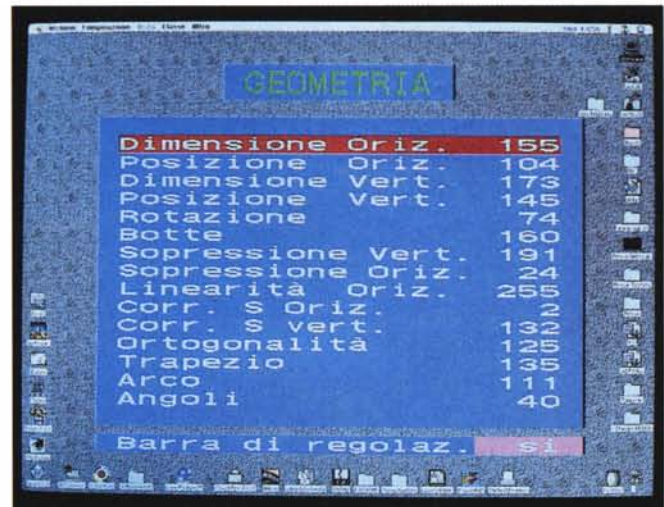 GEOMETRIA
Dimensione Oriz. 155
Posizione Oriz. 104
Dimensione Vert. 173
Posizione Vert. 145
Rotazione 74
Botte 160
Sopressione Vert. 191
Sopressione Oriz. 24
Linearità Oriz. 255
Corr. S Oriz. 2
Corr. S vert. 132
Ortogonalità 125
Trapezio 135
Arco 111
Angoli 40
Barra di regolaz. si